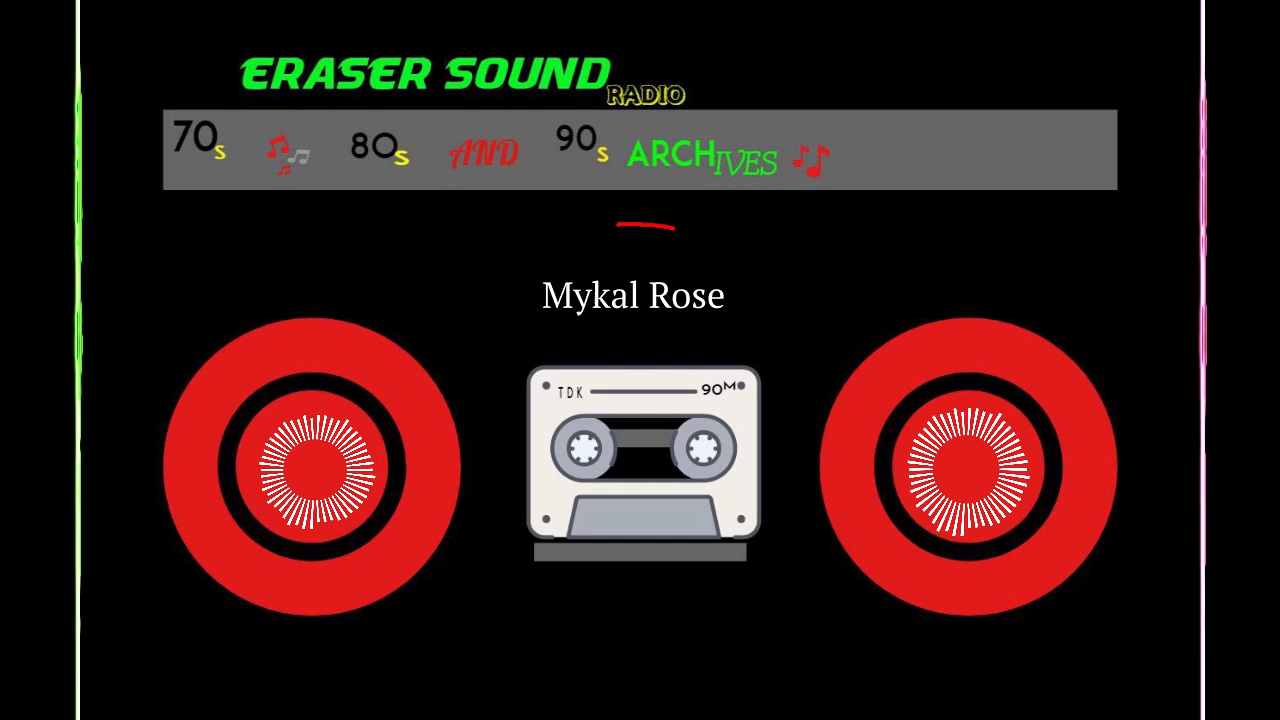 ERASER SOUND RADIO
70s 80s AND 90s ARCHIVES
Mykal Rose
TDK 90M